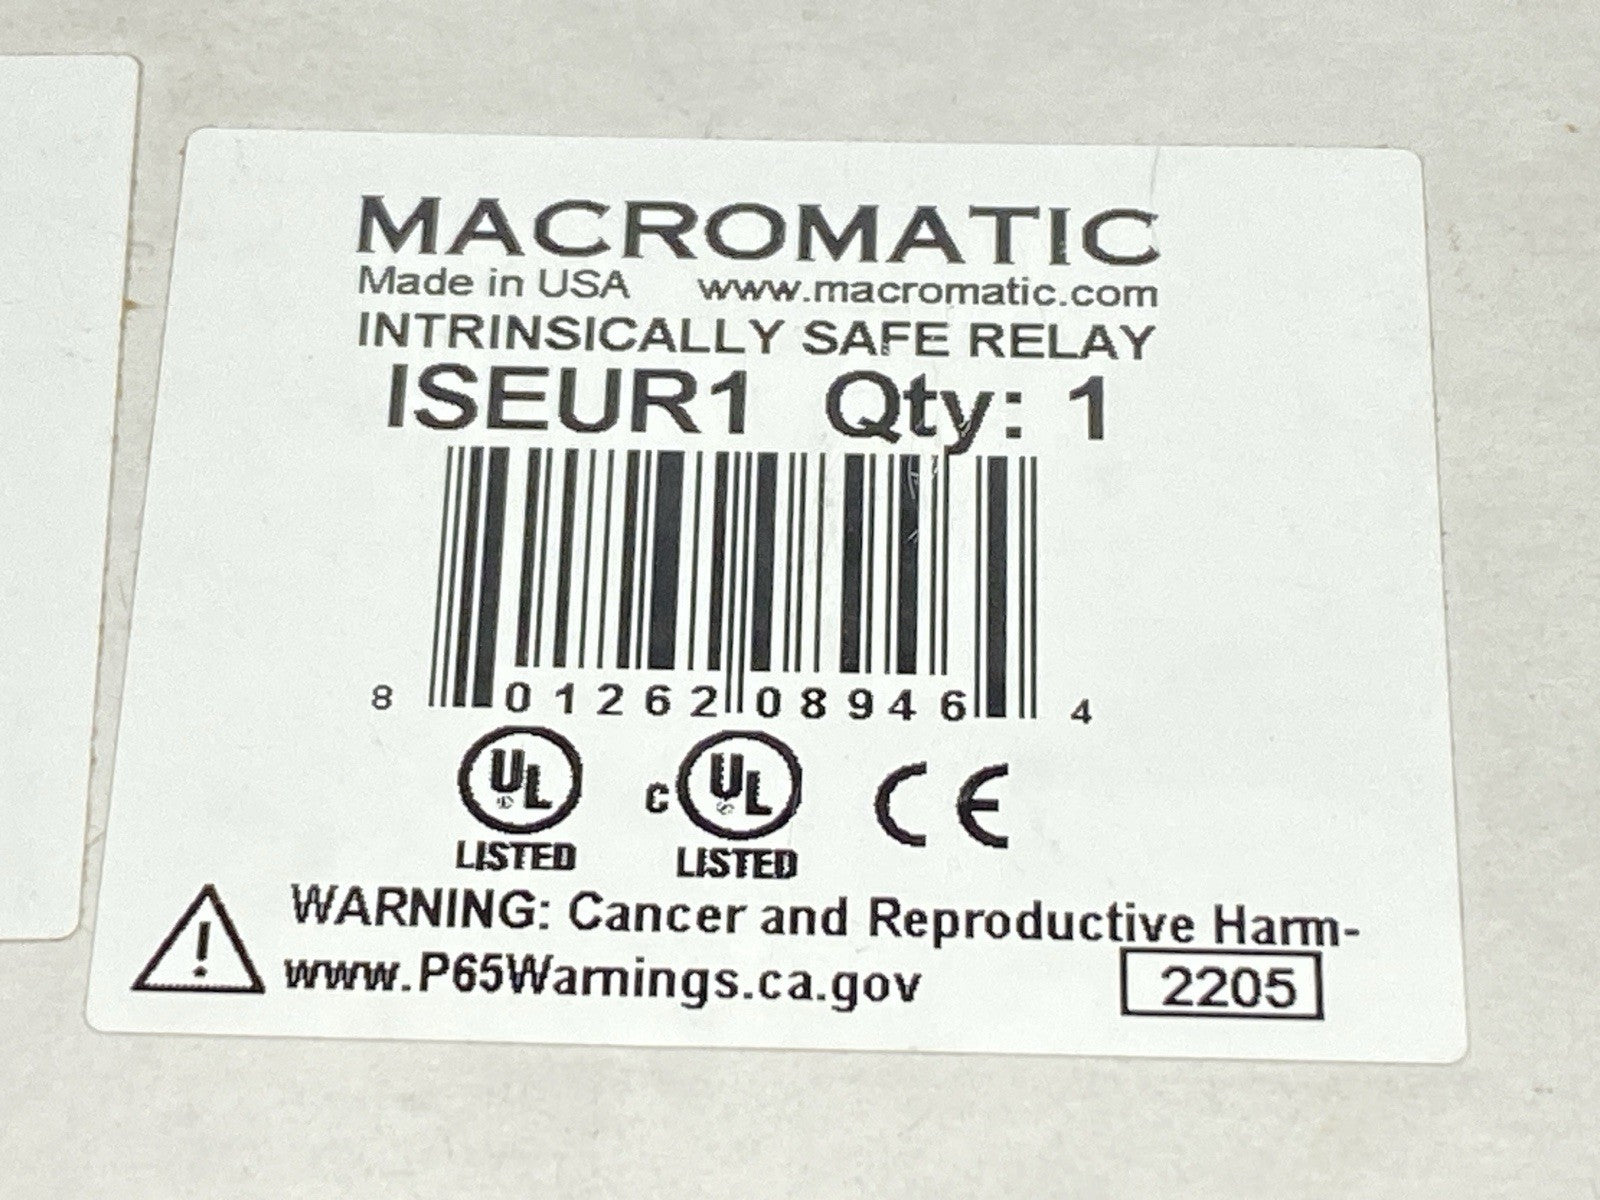 MACROMATIC
Made in USA www.macromatic.com
INTRINSICALLY SAFE RELAY
ISEUR1 Qty: 1
8 01262 08946 4
UL C UL CE
LISTED LISTED
WARNING: Cancer and Reproductive Harm-
www.P65Warnings.ca.gov 2205